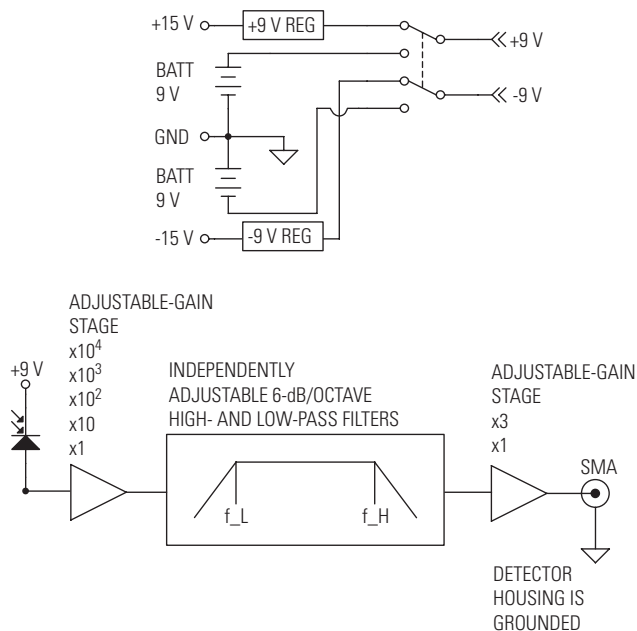 +15 V
+9 V REG
+9 V
BATT
9 V
-9 V
GND
BATT
9 V
-15 V
-9 V REG
ADJUSTABLE-GAIN
STAGE
x10⁴
x10³
x10²
x10
x1
+9 V
INDEPENDENTLY
ADJUSTABLE 6-dB/OCTAVE
HIGH- AND LOW-PASS FILTERS
f_L
f_H
ADJUSTABLE-GAIN
STAGE
x3
x1
SMA
DETECTOR
HOUSING IS
GROUNDED